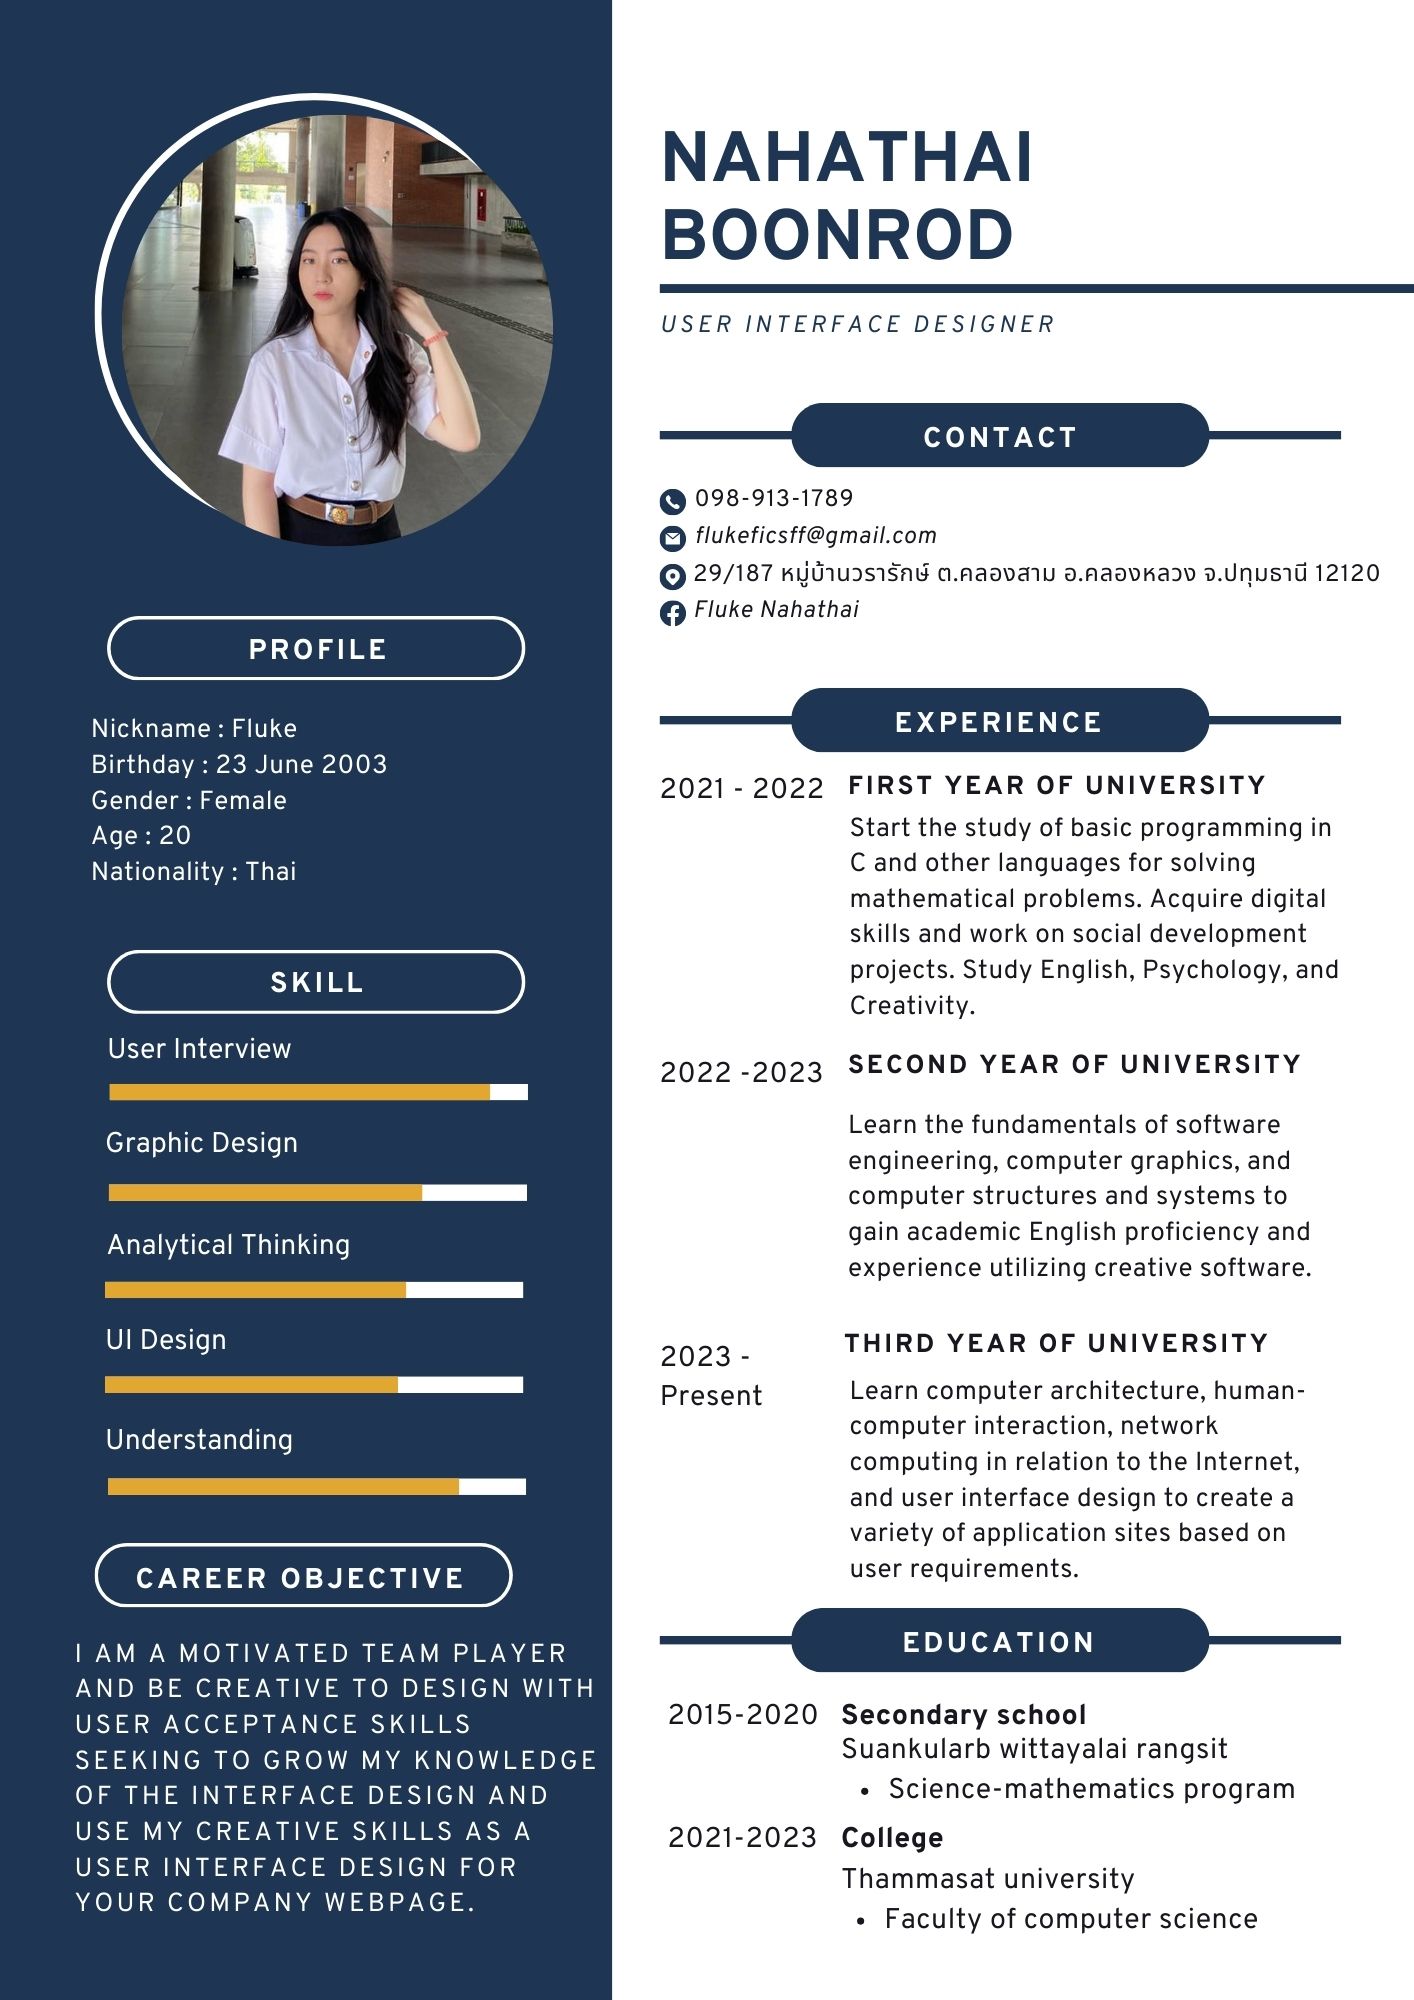 NAHATHAI
BOONROD
USER INTERFACE DESIGNER
CONTACT
098-913-1789
flukeficsff@gmail.com
29/187 หมู่บ้านวรารักษ์ ต.คลองสาม อ.คลองหลวง จ.ปทุมธานี 12120
Fluke Nahathai
PROFILE
Nickname : Fluke
Birthday : 23 June 2003
Gender : Female
Age : 20
Nationality : Thai
SKILL
User Interview
Graphic Design
Analytical Thinking
UI Design
Understanding
CAREER OBJECTIVE
I AM A MOTIVATED TEAM PLAYER
AND BE CREATIVE TO DESIGN WITH
USER ACCEPTANCE SKILLS
SEEKING TO GROW MY KNOWLEDGE
OF THE INTERFACE DESIGN AND
USE MY CREATIVE SKILLS AS A
USER INTERFACE DESIGN FOR
YOUR COMPANY WEBPAGE.
EXPERIENCE
2021 - 2022 FIRST YEAR OF UNIVERSITY
Start the study of basic programming in
C and other languages for solving
mathematical problems. Acquire digital
skills and work on social development
projects. Study English, Psychology, and
Creativity.
2022 -2023 SECOND YEAR OF UNIVERSITY
Learn the fundamentals of software
engineering, computer graphics, and
computer structures and systems to
gain academic English proficiency and
experience utilizing creative software.
2023 -
Present
THIRD YEAR OF UNIVERSITY
Learn computer architecture, human-
computer interaction, network
computing in relation to the Internet,
and user interface design to create a
variety of application sites based on
user requirements.
EDUCATION
2015-2020 Secondary school
Suankularb wittayalai rangsit
• Science-mathematics program
2021-2023 College
Thammasat university
• Faculty of computer science